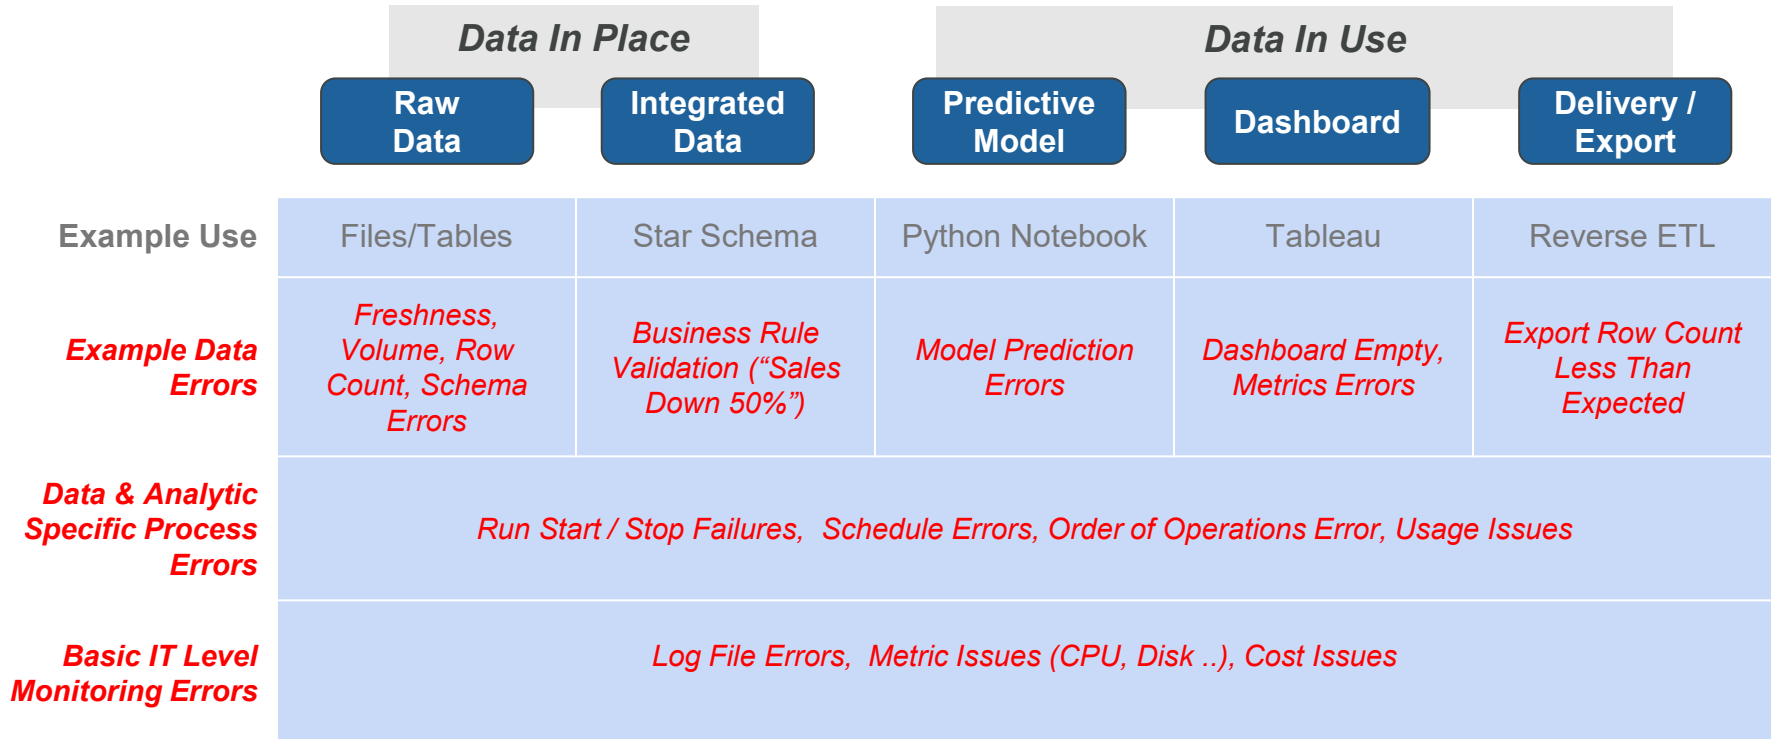 Data In Place
Data In Use
Raw
Data
Integrated
Data
Predictive
Model
Dashboard
Delivery /
Export
Example Use
Files/Tables
Star Schema
Python Notebook
Tableau
Reverse ETL
Example Data
Errors
Freshness,
Volume, Row
Count, Schema
Errors
Business Rule
Validation (“Sales
Down 50%”)
Model Prediction
Errors
Dashboard Empty,
Metrics Errors
Export Row Count
Less Than
Expected
Data & Analytic
Specific Process
Errors
Run Start / Stop Failures,  Schedule Errors, Order of Operations Error, Usage Issues
Basic IT Level
Monitoring Errors
Log File Errors,  Metric Issues (CPU, Disk ..), Cost Issues